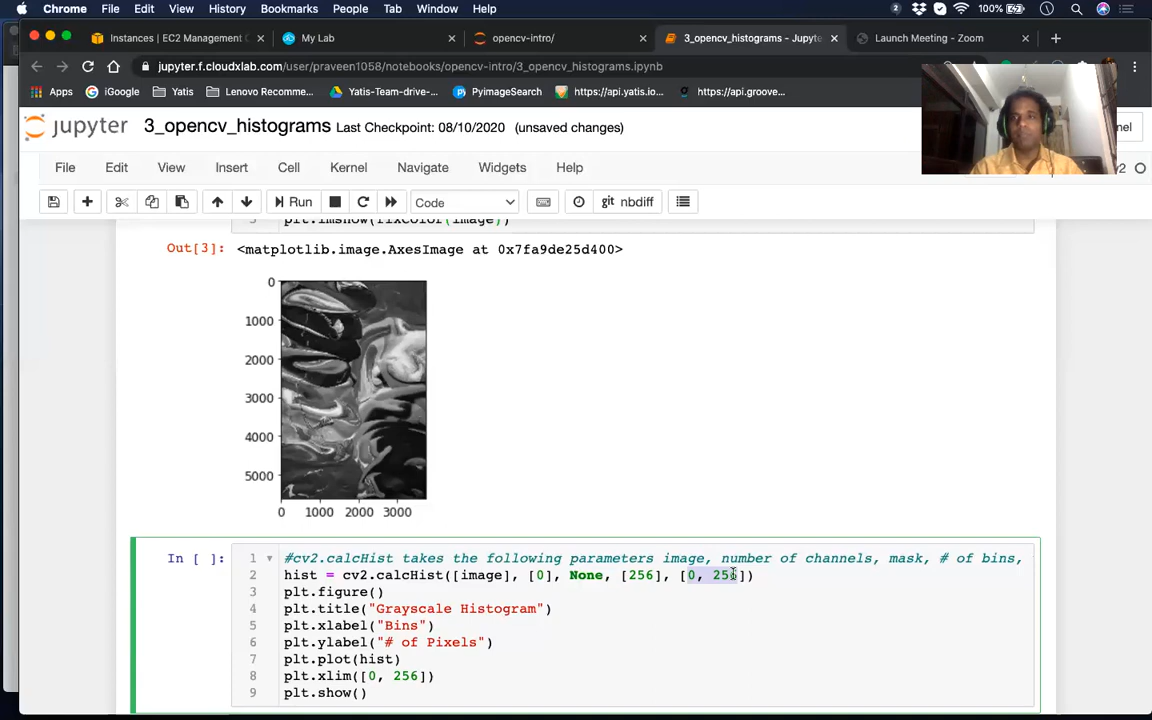 Chrome File Edit View History Bookmarks People Tab Window Help 2 100%
Instances | EC2 Management
My Lab
opencv-intro/
3_opencv_histograms - Jupyte
Launch Meeting - Zoom
jupyter.f.cloudxlab.com/user/praveen1058/notebooks/opencv-intro/3_opencv_histograms.ipynb
Apps iGoogle Yatis Lenovo Recomme... Yatis-Team-drive-... PyimageSearch https://api.yatis.io... https://api.groove...
jupyter 3_opencv_histograms Last Checkpoint: 08/10/2020 (unsaved changes)
File Edit View Insert Cell Kernel Navigate Widgets Help
Run Code git nbdiff
Out[3]: <matplotlib.image.AxesImage at 0x7fa9de25d400>
0
1000
2000
3000
4000
5000
0 1000 2000 3000
In [ ]: 1 #cv2.calcHist takes the following parameters image, number of channels, mask, # of bins,
2 hist = cv2.calcHist([image], [0], None, [256], [0, 256])
3 plt.figure()
4 plt.title("Grayscale Histogram")
5 plt.xlabel("Bins")
6 plt.ylabel("# of Pixels")
7 plt.plot(hist)
8 plt.xlim([0, 256])
9 plt.show()